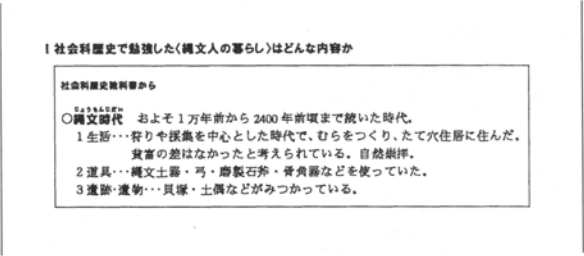 1 社会科歴史で勉強した〈縄文人の暮らし〉はどんな内容か
社会科歴史教科書から
じょうもんじだい
○縄文時代　およそ1万年前から2400年前頃まで続いた時代。
1 生活･･･狩りや採集を中心とした時代で、むらをつくり、たて穴住居に住んだ。
貧富の差はなかったと考えられている。自然崇拝。
2 道具･･･縄文土器・弓・磨製石斧・骨角器などを使っていた。
3 遺跡・遺物･･･貝塚・土偶などがみつかっている。